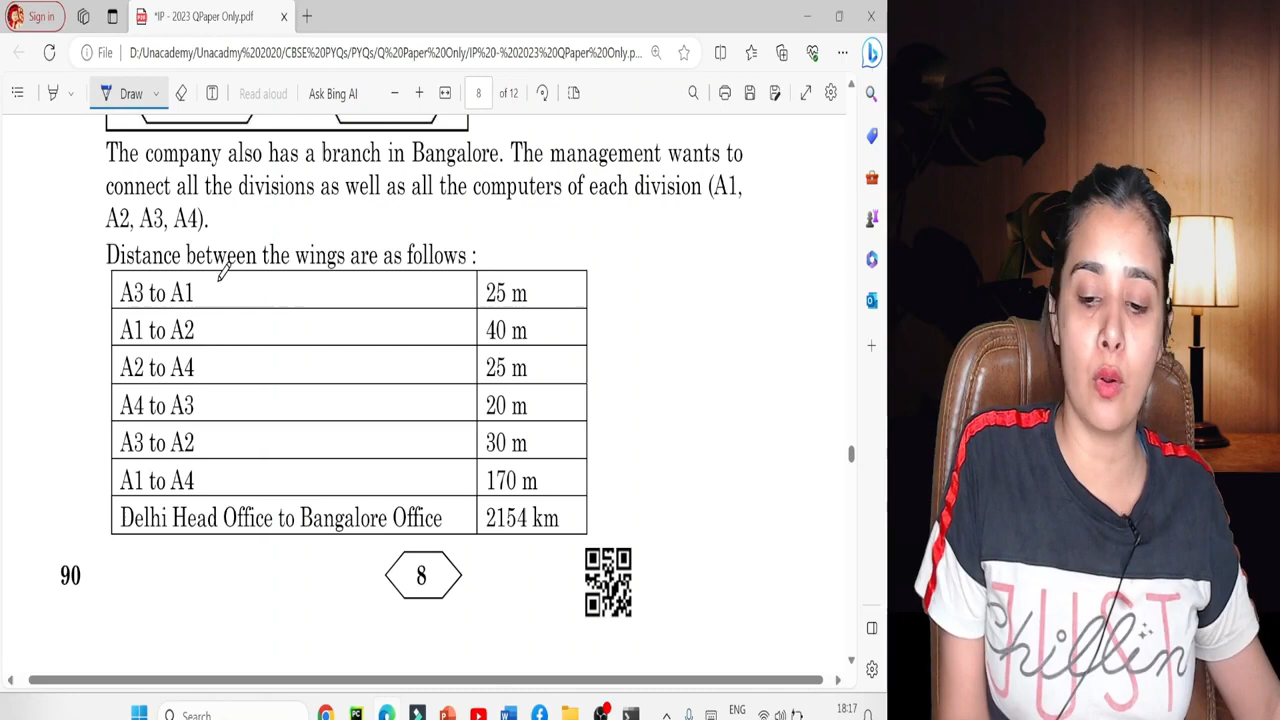 Sign in
*IP - 2023 QPaper Only.pdf
File
D:/Unacademy/Unacadmy%202020/CBSE%20PYQs/PYQs/Q%20Paper%20Only/IP%20-%202023%20QPaper%20Only.p...
Draw
Read aloud
Ask Bing AI
8
of 12
The company also has a branch in Bangalore. The management wants to
connect all the divisions as well as all the computers of each division (A1,
A2, A3, A4).
Distance between the wings are as follows :
A3 to A1 25 m
A1 to A2 40 m
A2 to A4 25 m
A4 to A3 20 m
A3 to A2 30 m
A1 to A4 170 m
Delhi Head Office to Bangalore Office 2154 km
90
8
JUST
Chillin
Search
ENG
18:17